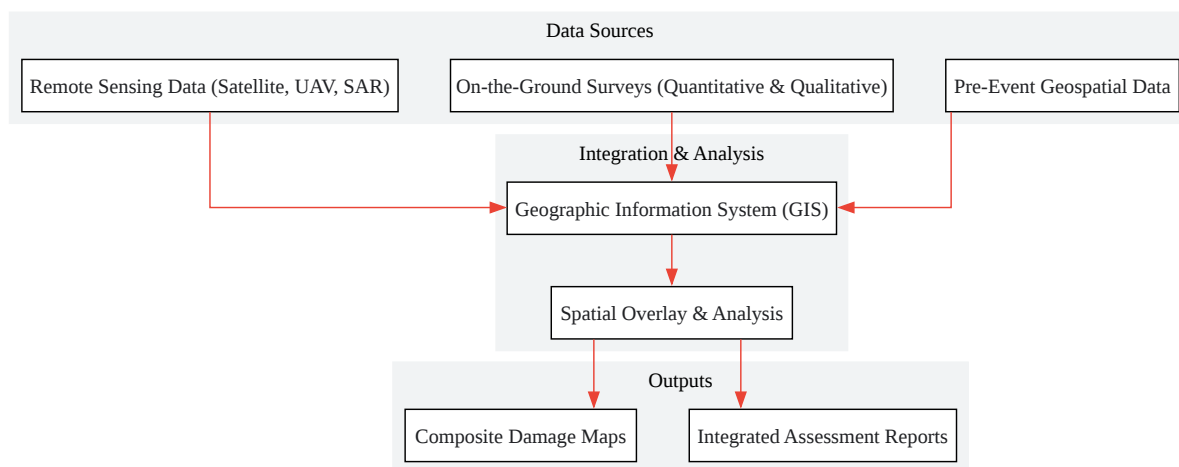 Data Sources
Remote Sensing Data (Satellite, UAV, SAR)
On-the-Ground Surveys (Quantitative & Qualitative)
Pre-Event Geospatial Data
Integration & Analysis
Geographic Information System (GIS)
Spatial Overlay & Analysis
Outputs
Composite Damage Maps
Integrated Assessment Reports